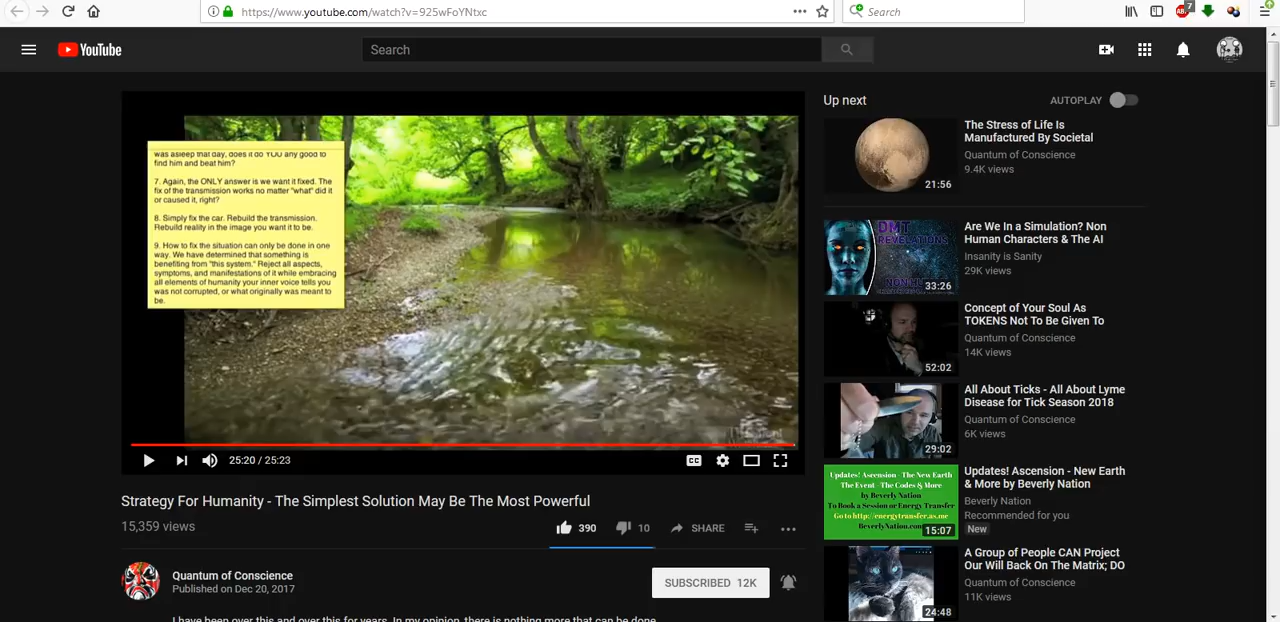 https://www.youtube.com/watch?v=925wFoYNtxc
Search
7
YouTube
Search
was asleep that day, does it do YOU any good to
find him and beat him?
7. Again, the ONLY answer is we want it fixed. The
fix of the transmission works no matter "what" did it
or caused it, right?
8. Simply fix the car. Rebuild the transmission.
Rebuild reality in the image you want it to be.
9. How to fix the situation can only be done in one
way. We have determined that something is
benefiting from "this system." Reject all aspects,
symptoms, and manifestations of it while embracing
all elements of humanity your inner voice tells you
was not corrupted, or what originally was meant to
be.
25:20 / 25:23
CC
Strategy For Humanity - The Simplest Solution May Be The Most Powerful
15,359 views
390
10
SHARE
Quantum of Conscience
Published on Dec 20, 2017
SUBSCRIBED 12K
I have been over this and over this for years. In my opinion, there is nothing more that can be done
Up next
AUTOPLAY
21:56
The Stress of Life Is
Manufactured By Societal
Quantum of Conscience
9.4K views
DMT
REVELATIONS
33:26
Are We In a Simulation? Non
Human Characters & The AI
Insanity is Sanity
29K views
52:02
Concept of Your Soul As
TOKENS Not To Be Given To
Quantum of Conscience
14K views
29:02
All About Ticks - All About Lyme
Disease for Tick Season 2018
Quantum of Conscience
6K views
Updates! Ascension - The New Earth
The Event - The Codes & More
by Beverly Nation
To Book a Session or Energy Transfer
Go to http://energytransfer.as.me
BeverlyNation.com
15:07
Updates! Ascension - New Earth
& More by Beverly Nation
Beverly Nation
Recommended for you
New
24:48
A Group of People CAN Project
Our Will Back On The Matrix; DO
Quantum of Conscience
11K views